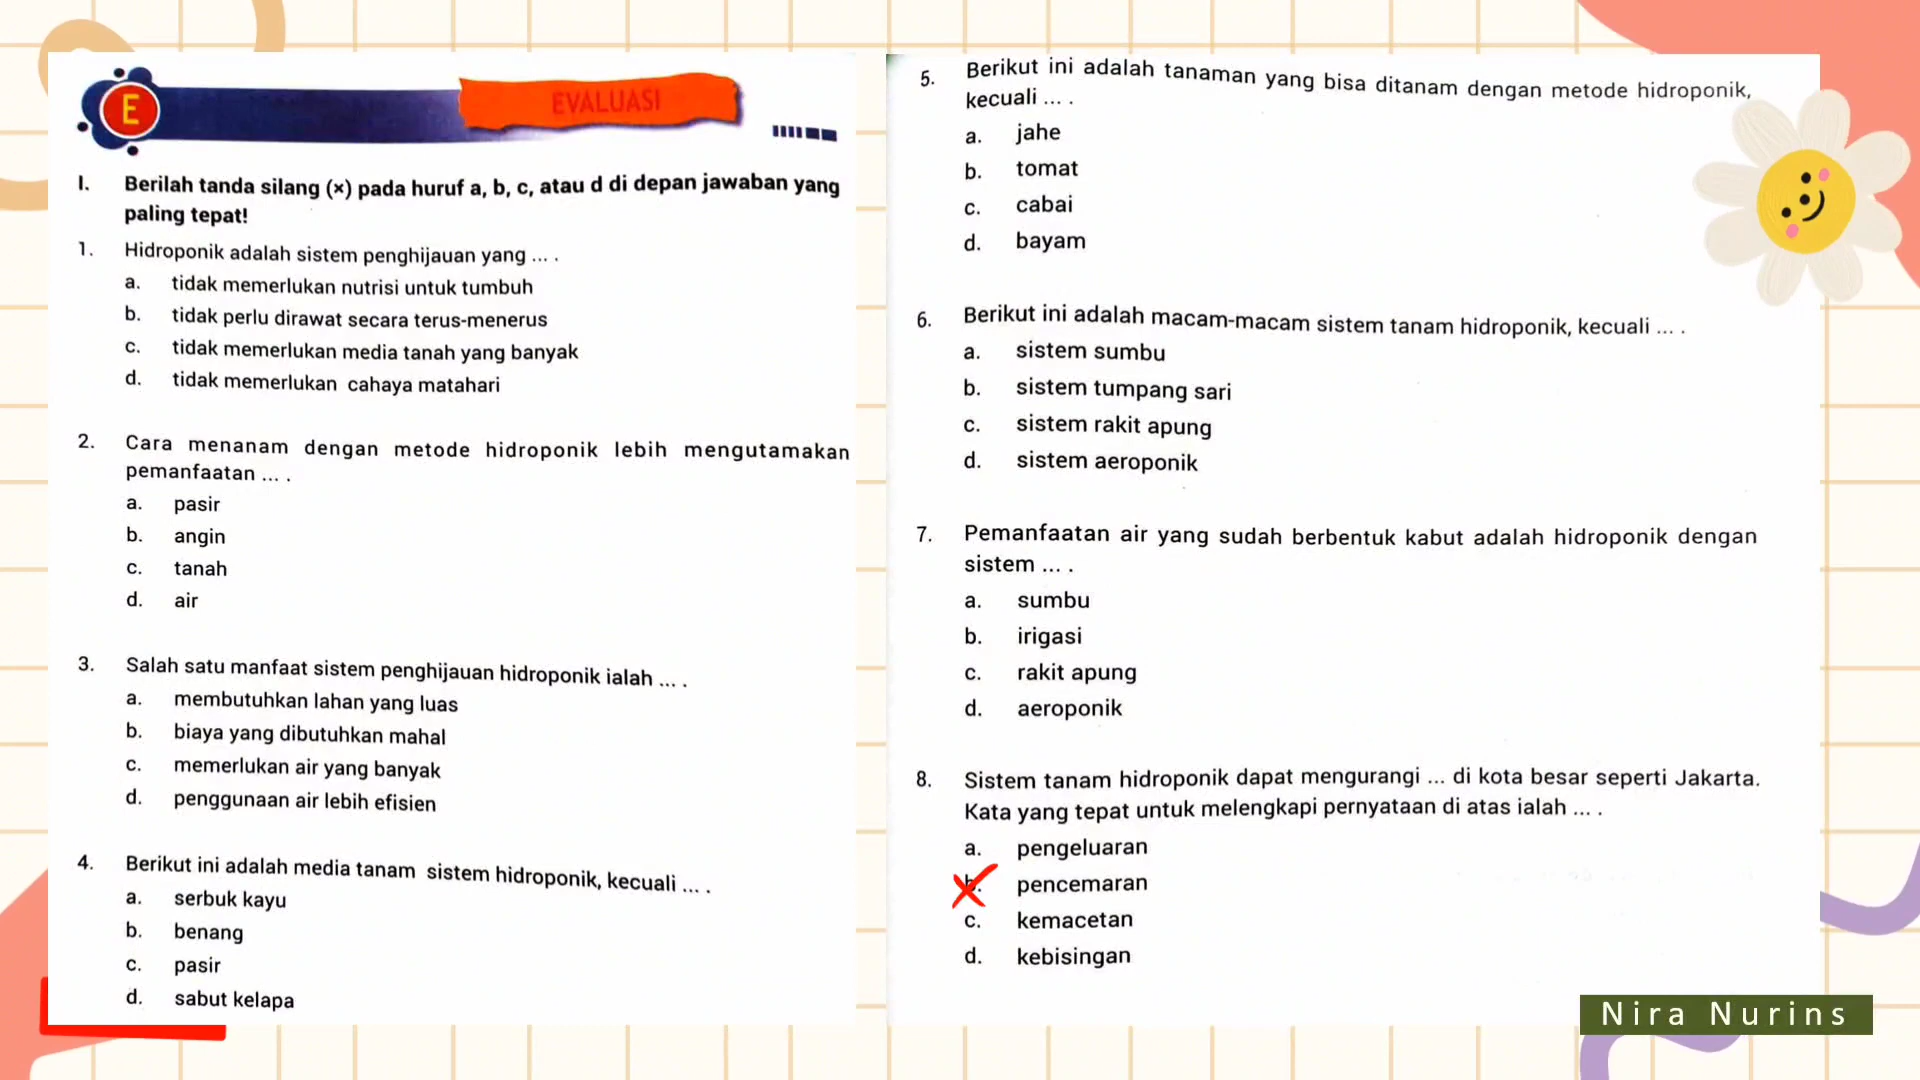 E
EVALUASI
I. Berilah tanda silang (×) pada huruf a, b, c, atau d di depan jawaban yang
paling tepat!
1. Hidroponik adalah sistem penghijauan yang ... .
a. tidak memerlukan nutrisi untuk tumbuh
b. tidak perlu dirawat secara terus-menerus
c. tidak memerlukan media tanah yang banyak
d. tidak memerlukan cahaya matahari
2. Cara menanam dengan metode hidroponik lebih mengutamakan
pemanfaatan ... .
a. pasir
b. angin
c. tanah
d. air
3. Salah satu manfaat sistem penghijauan hidroponik ialah ... .
a. membutuhkan lahan yang luas
b. biaya yang dibutuhkan mahal
c. memerlukan air yang banyak
d. penggunaan air lebih efisien
4. Berikut ini adalah media tanam sistem hidroponik, kecuali ... .
a. serbuk kayu
b. benang
c. pasir
d. sabut kelapa
5. Berikut ini adalah tanaman yang bisa ditanam dengan metode hidroponik,
kecuali ... .
a. jahe
b. tomat
c. cabai
d. bayam
6. Berikut ini adalah macam-macam sistem tanam hidroponik, kecuali ... .
a. sistem sumbu
b. sistem tumpang sari
c. sistem rakit apung
d. sistem aeroponik
7. Pemanfaatan air yang sudah berbentuk kabut adalah hidroponik dengan
sistem ... .
a. sumbu
b. irigasi
c. rakit apung
d. aeroponik
8. Sistem tanam hidroponik dapat mengurangi ... di kota besar seperti Jakarta.
Kata yang tepat untuk melengkapi pernyataan di atas ialah ... .
a. pengeluaran
b. pencemaran
c. kemacetan
d. kebisingan
Nira Nurins